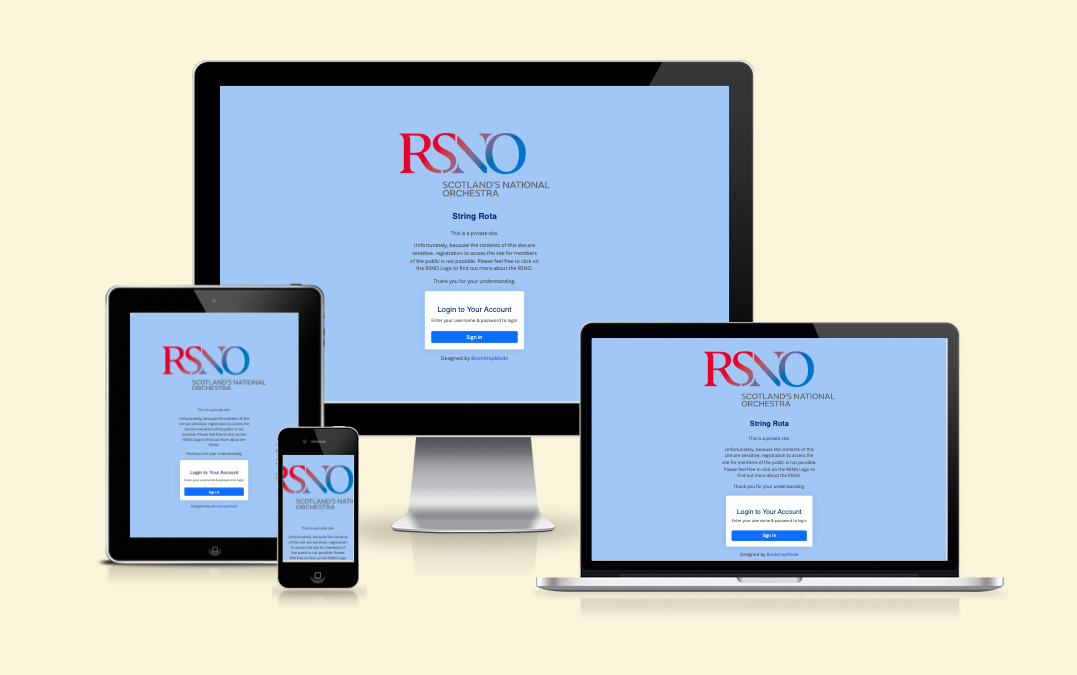 RSNO
SCOTLAND'S NATIONAL
ORCHESTRA
String Rota
This is a private site.
Unfortunately, because the contents of this site are
sensitive, registration to access the site for members
of the public is not possible. Please feel free to click on
the RSNO Logo to find out more about the RSNO.
Thank you for your understanding.
Login to Your Account
Enter your username & password to login
Sign in
Designed by BootstrapMade
RSNO
SCOTLAND'S NATIONAL
ORCHESTRA
This is a private site.
Unfortunately, because the contents of this
site are sensitive, registration to access the
site for members of the public is not
possible. Please feel free to click on the
RSNO Logo to find out more about the
RSNO.
Thank you for your understanding.
Login to Your Account
Enter your username & password to login
Sign in
Designed by BootstrapMade
RSNO
SCOTLAND'S NATI
ORCHESTRA
This is a private site.
Unfortunately, because the contents
of this site are sensitive, registration
to access the site for members of
the public is not possible. Please
feel free to click on the RSNO Logo
RSNO
SCOTLAND'S NATIONAL
ORCHESTRA
String Rota
This is a private site.
Unfortunately, because the contents of this
site are sensitive, registration to access the
site for members of the public is not possible.
Please feel free to click on the RSNO Logo to
find out more about the RSNO.
Thank you for your understanding.
Login to Your Account
Enter your username & password to login
Sign in
Designed by BootstrapMade